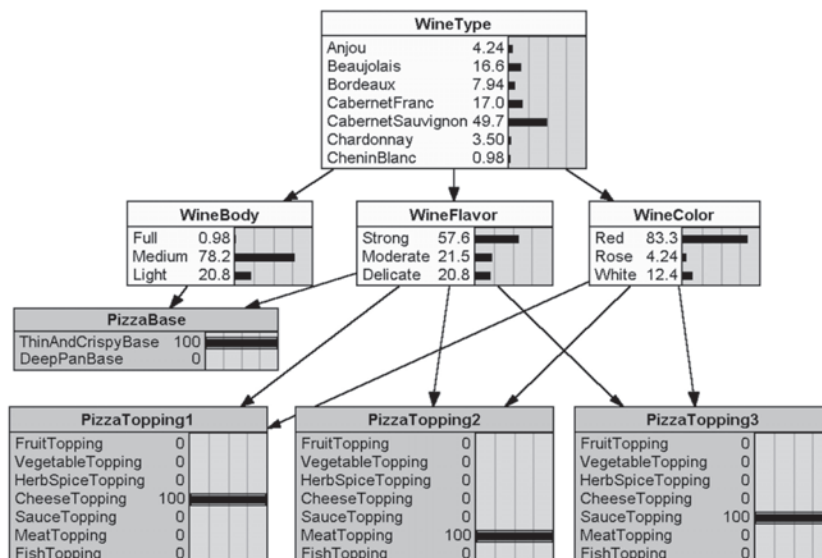 WineType
Anjou 4.24
Beaujolais 16.6
Bordeaux 7.94
CabernetFranc 17.0
CabernetSauvignon 49.7
Chardonnay 3.50
CheninBlanc 0.98
WineBody
Full 0.98
Medium 78.2
Light 20.8
WineFlavor
Strong 57.6
Moderate 21.5
Delicate 20.8
WineColor
Red 83.3
Rose 4.24
White 12.4
PizzaBase
ThinAndCrispyBase 100
DeepPanBase 0
PizzaTopping1
FruitTopping 0
VegetableTopping 0
HerbSpiceTopping 0
CheeseTopping 100
SauceTopping 0
MeatTopping 0
FishTopping 0
PizzaTopping2
FruitTopping 0
VegetableTopping 0
HerbSpiceTopping 0
CheeseTopping 0
SauceTopping 0
MeatTopping 100
FishTopping 0
PizzaTopping3
FruitTopping 0
VegetableTopping 0
HerbSpiceTopping 0
CheeseTopping 0
SauceTopping 100
MeatTopping 0
FishTopping 0